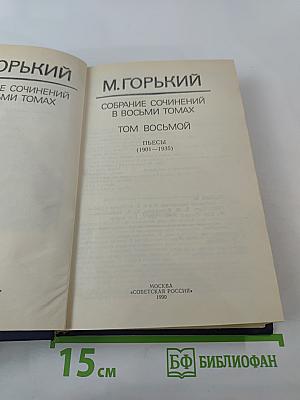 ОРЬКИЙ
Е СОЧИНЕНИЙ
МИ ТОМАХ
М.ГОРЬКИЙ
СОБРАНИЕ СОЧИНЕНИЙ
В ВОСЬМИ ТОМАХ
ТОМ ВОСЬМОЙ
ПЬЕСЫ
(1901—1935)
МОСКВА
«СОВЕТСКАЯ РОССИЯ»
1990
15 см
БФ БИБЛИОФАН